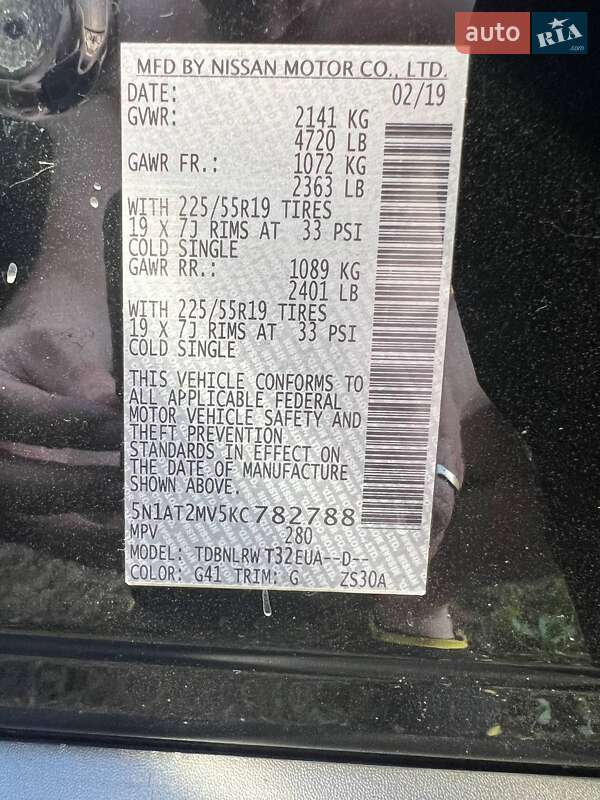 auto RIA.com
MFD BY NISSAN MOTOR CO., LTD.
DATE: 02/19
GVWR: 2141 KG
4720 LB
GAWR FR.: 1072 KG
2363 LB
WITH 225/55R19 TIRES
19 X 7J RIMS AT 33 PSI
COLD SINGLE
GAWR RR.: 1089 KG
2401 LB
WITH 225/55R19 TIRES
19 X 7J RIMS AT 33 PSI
COLD SINGLE
THIS VEHICLE CONFORMS TO
ALL APPLICABLE FEDERAL
MOTOR VEHICLE SAFETY AND
THEFT PREVENTION
STANDARDS IN EFFECT ON
THE DATE OF MANUFACTURE
SHOWN ABOVE.
5N1AT2MV5KC782788
MPV 280
MODEL: TDBNLRW T32EUA--D--
COLOR: G41 TRIM: G ZS30A